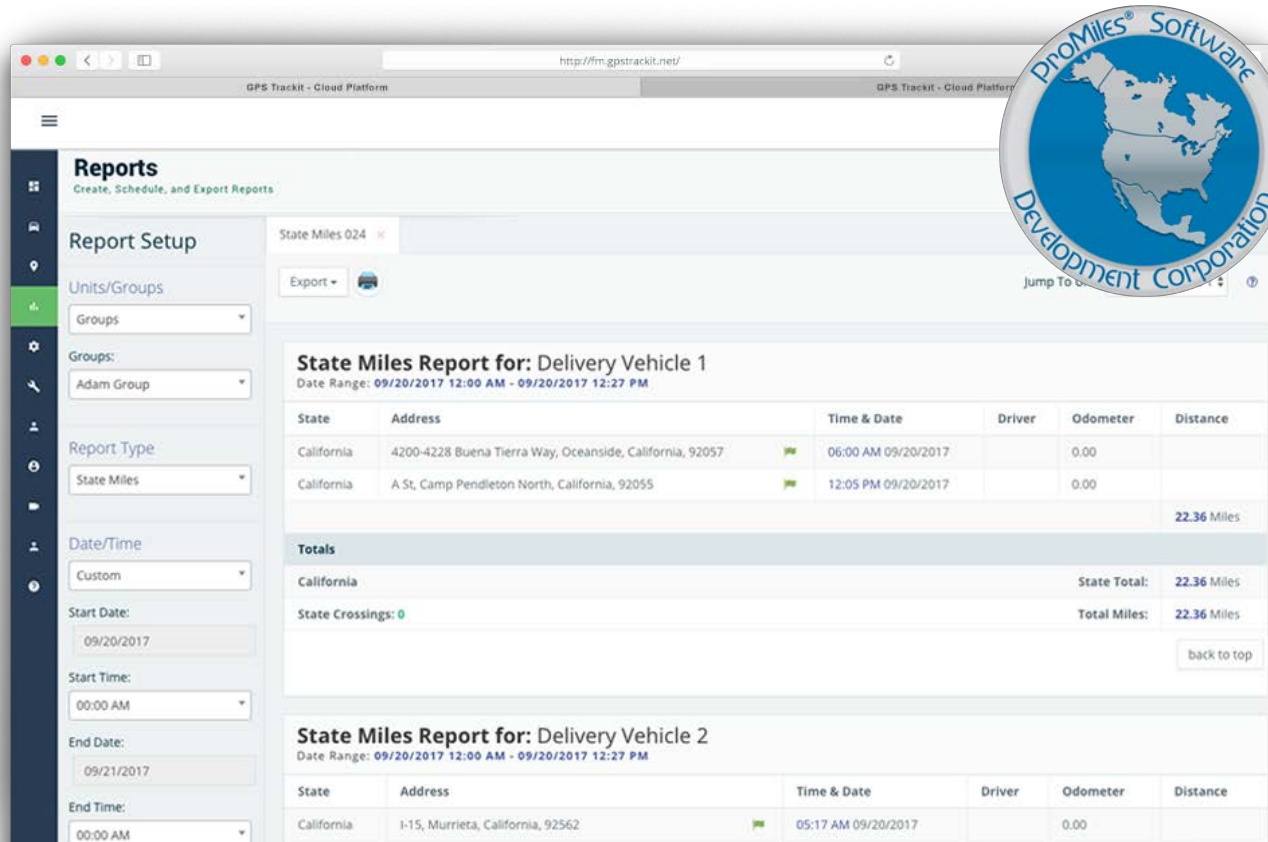 http://fm.gpstrackit.net/
GPS Trackit - Cloud Platform
GPS Trackit - Cloud Platform
ProMiles® Software
Development Corporation
Reports
Create, Schedule, and Export Reports
Report Setup
Units/Groups
Groups
Groups:
Adam Group
Report Type
State Miles
Date/Time
Custom
Start Date:
09/20/2017
Start Time:
00:00 AM
End Date:
09/21/2017
End Time:
00:00 AM
State Miles 024
Export
Jump To
State Miles Report for: Delivery Vehicle 1
Date Range: 09/20/2017 12:00 AM - 09/20/2017 12:27 PM
State Address Time & Date Driver Odometer Distance
California 4200-4228 Buena Tierra Way, Oceanside, California, 92057 06:00 AM 09/20/2017 0.00
California A St, Camp Pendleton North, California, 92055 12:05 PM 09/20/2017 0.00
22.36 Miles
Totals
California State Total: 22.36 Miles
State Crossings: 0 Total Miles: 22.36 Miles
back to top
State Miles Report for: Delivery Vehicle 2
Date Range: 09/20/2017 12:00 AM - 09/20/2017 12:27 PM
State Address Time & Date Driver Odometer Distance
California I-15, Murrieta, California, 92562 05:17 AM 09/20/2017 0.00